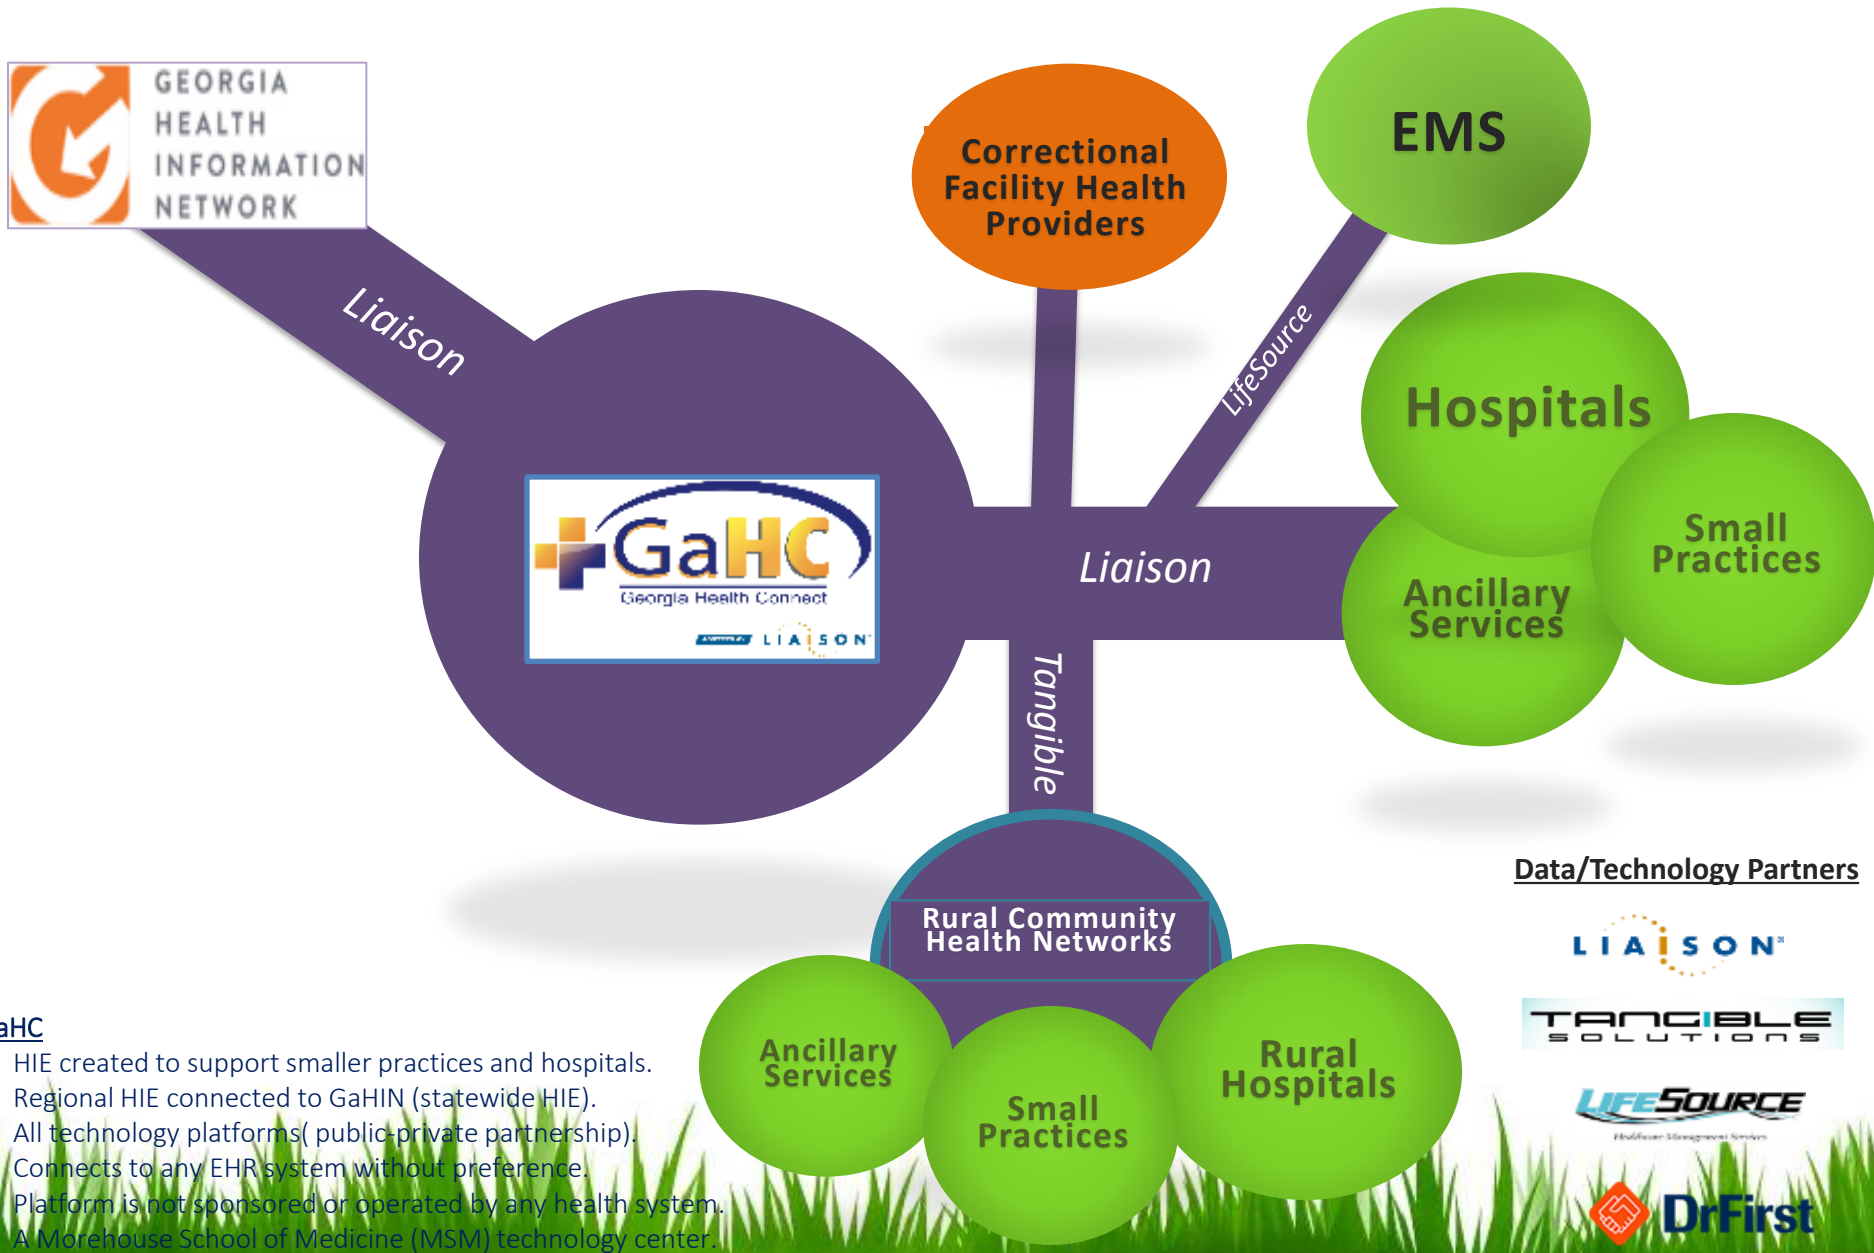 GEORGIA
HEALTH
INFORMATION
NETWORK
Liaison
Correctional
Facility Health
Providers
EMS
LifeSource
Hospitals
Small
Practices
Ancillary
Services
Liaison
GaHC
Georgia Health Connect
LIAISON
Tangible
Rural Community
Health Networks
Ancillary
Services
Small
Practices
Rural
Hospitals
Data/Technology Partners
LIAISON
TANGIBLE
SOLUTIONS
LIFESOURCE
Healthcare Management Services
DrFirst
aHC
HIE created to support smaller practices and hospitals.
Regional HIE connected to GaHIN (statewide HIE).
All technology platforms( public-private partnership).
Connects to any EHR system without preference.
Platform is not sponsored or operated by any health system.
A Morehouse School of Medicine (MSM) technology center.